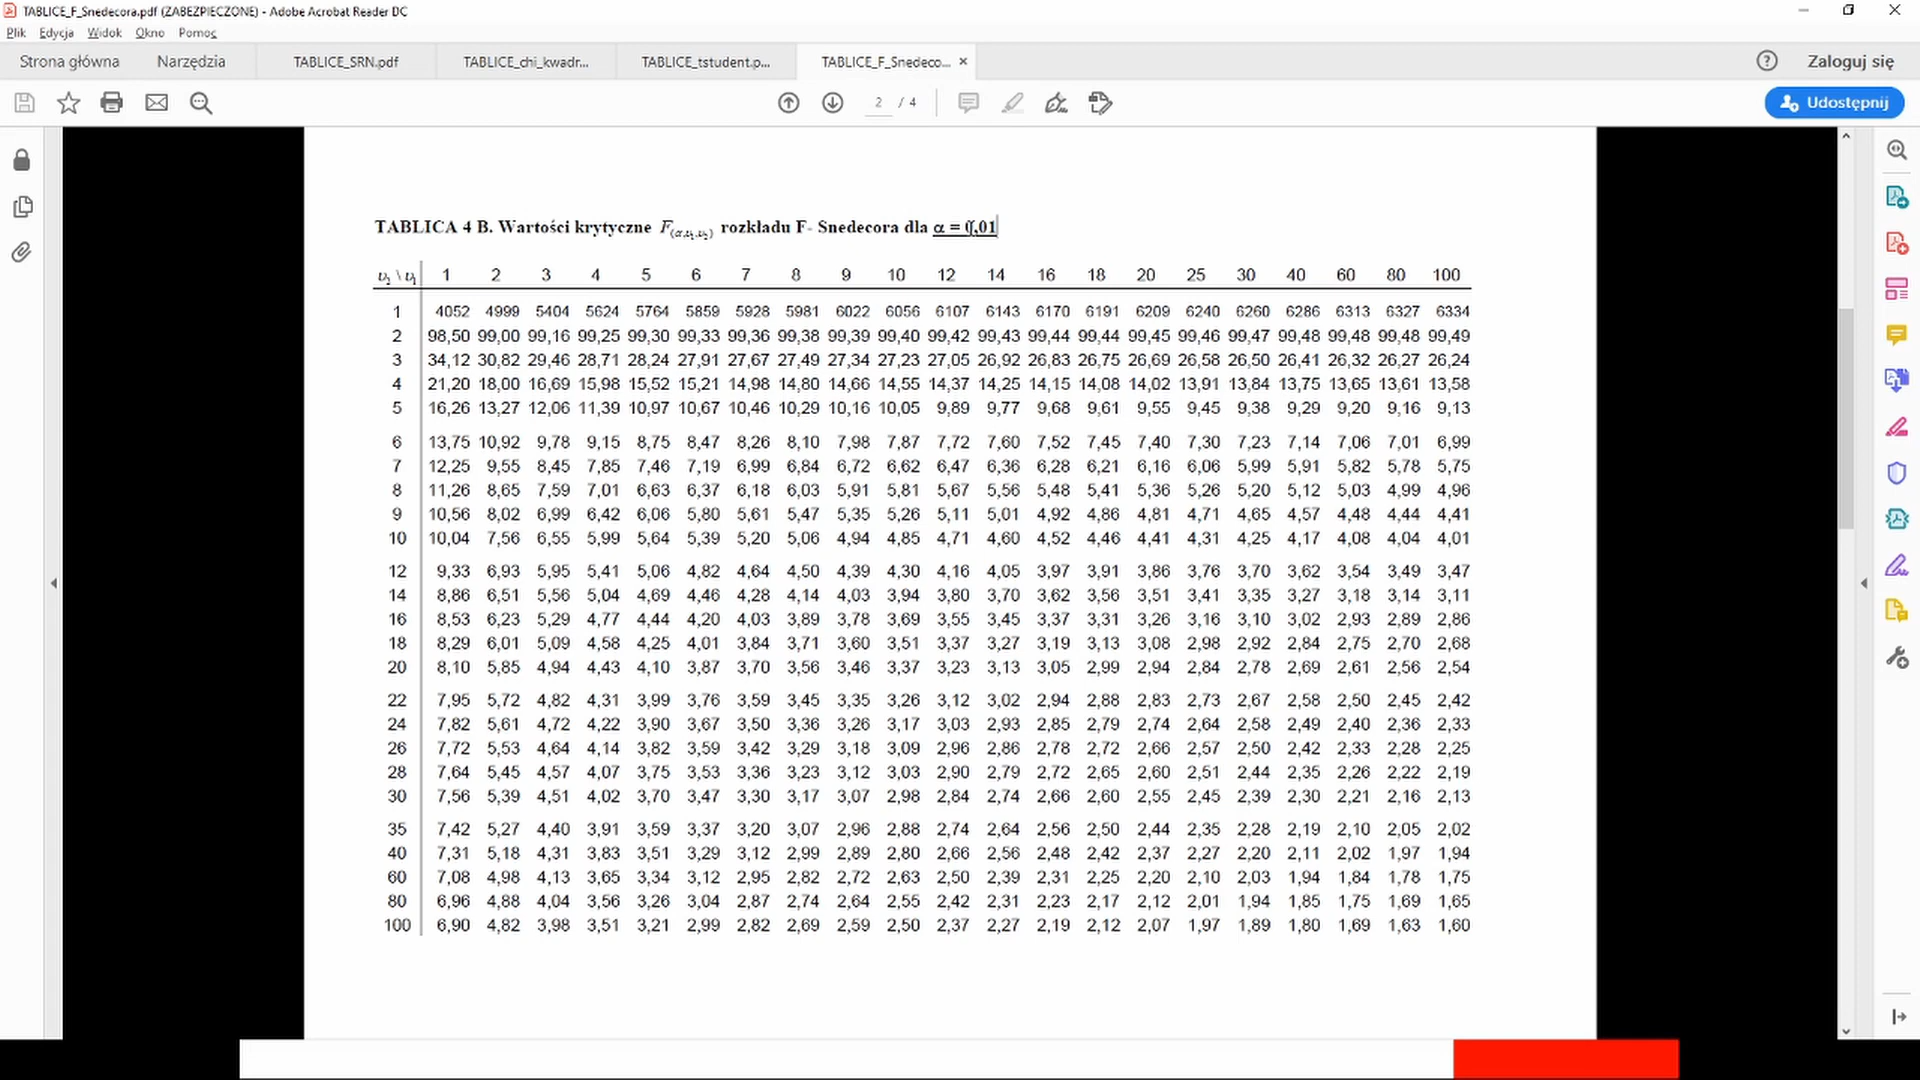 TABLICE_F_Snedecora.pdf (ZABEZPIECZONE) - Adobe Acrobat Reader DC
Plik Edycja Widok Okno Pomoc
Strona główna Narzędzia TABLICE_SRN.pdf TABLICE_chi_kwadr... TABLICE_tstudent.p... TABLICE_F_Snedeco... Zaloguj się
2 / 4 Udostępnij
TABLICA 4 B. Wartości krytyczne F(α,υ₁,υ₂) rozkładu F- Snedecora dla α = 0,01
υ₂ \ υ₁ 1 2 3 4 5 6 7 8 9 10 12 14 16 18 20 25 30 40 60 80 100
1 4052 4999 5404 5624 5764 5859 5928 5981 6022 6056 6107 6143 6170 6191 6209 6240 6260 6286 6313 6327 6334
2 98,50 99,00 99,16 99,25 99,30 99,33 99,36 99,38 99,39 99,40 99,42 99,43 99,44 99,44 99,45 99,46 99,47 99,48 99,48 99,48 99,49
3 34,12 30,82 29,46 28,71 28,24 27,91 27,67 27,49 27,34 27,23 27,05 26,92 26,83 26,75 26,69 26,58 26,50 26,41 26,32 26,27 26,24
4 21,20 18,00 16,69 15,98 15,52 15,21 14,98 14,80 14,66 14,55 14,37 14,25 14,15 14,08 14,02 13,91 13,84 13,75 13,65 13,61 13,58
5 16,26 13,27 12,06 11,39 10,97 10,67 10,46 10,29 10,16 10,05 9,89 9,77 9,68 9,61 9,55 9,45 9,38 9,29 9,20 9,16 9,13
6 13,75 10,92 9,78 9,15 8,75 8,47 8,26 8,10 7,98 7,87 7,72 7,60 7,52 7,45 7,40 7,30 7,23 7,14 7,06 7,01 6,99
7 12,25 9,55 8,45 7,85 7,46 7,19 6,99 6,84 6,72 6,62 6,47 6,36 6,28 6,21 6,16 6,06 5,99 5,91 5,82 5,78 5,75
8 11,26 8,65 7,59 7,01 6,63 6,37 6,18 6,03 5,91 5,81 5,67 5,56 5,48 5,41 5,36 5,26 5,20 5,12 5,03 4,99 4,96
9 10,56 8,02 6,99 6,42 6,06 5,80 5,61 5,47 5,35 5,26 5,11 5,01 4,92 4,86 4,81 4,71 4,65 4,57 4,48 4,44 4,41
10 10,04 7,56 6,55 5,99 5,64 5,39 5,20 5,06 4,94 4,85 4,71 4,60 4,52 4,46 4,41 4,31 4,25 4,17 4,08 4,04 4,01
12 9,33 6,93 5,95 5,41 5,06 4,82 4,64 4,50 4,39 4,30 4,16 4,05 3,97 3,91 3,86 3,76 3,70 3,62 3,54 3,49 3,47
14 8,86 6,51 5,56 5,04 4,69 4,46 4,28 4,14 4,03 3,94 3,80 3,70 3,62 3,56 3,51 3,41 3,35 3,27 3,18 3,14 3,11
16 8,53 6,23 5,29 4,77 4,44 4,20 4,03 3,89 3,78 3,69 3,55 3,45 3,37 3,31 3,26 3,16 3,10 3,02 2,93 2,89 2,86
18 8,29 6,01 5,09 4,58 4,25 4,01 3,84 3,71 3,60 3,51 3,37 3,27 3,19 3,13 3,08 2,98 2,92 2,84 2,75 2,70 2,68
20 8,10 5,85 4,94 4,43 4,10 3,87 3,70 3,56 3,46 3,37 3,23 3,13 3,05 2,99 2,94 2,84 2,78 2,69 2,61 2,56 2,54
22 7,95 5,72 4,82 4,31 3,99 3,76 3,59 3,45 3,35 3,26 3,12 3,02 2,94 2,88 2,83 2,73 2,67 2,58 2,50 2,45 2,42
24 7,82 5,61 4,72 4,22 3,90 3,67 3,50 3,36 3,26 3,17 3,03 2,93 2,85 2,79 2,74 2,64 2,58 2,49 2,40 2,36 2,33
26 7,72 5,53 4,64 4,14 3,82 3,59 3,42 3,29 3,18 3,09 2,96 2,86 2,78 2,72 2,66 2,57 2,50 2,42 2,33 2,28 2,25
28 7,64 5,45 4,57 4,07 3,75 3,53 3,36 3,23 3,12 3,03 2,90 2,79 2,72 2,65 2,60 2,51 2,44 2,35 2,26 2,22 2,19
30 7,56 5,39 4,51 4,02 3,70 3,47 3,30 3,17 3,07 2,98 2,84 2,74 2,66 2,60 2,55 2,45 2,39 2,30 2,21 2,16 2,13
35 7,42 5,27 4,40 3,91 3,59 3,37 3,20 3,07 2,96 2,88 2,74 2,64 2,56 2,50 2,44 2,35 2,28 2,19 2,10 2,05 2,02
40 7,31 5,18 4,31 3,83 3,51 3,29 3,12 2,99 2,89 2,80 2,66 2,56 2,48 2,42 2,37 2,27 2,20 2,11 2,02 1,97 1,94
60 7,08 4,98 4,13 3,65 3,34 3,12 2,95 2,82 2,72 2,63 2,50 2,39 2,31 2,25 2,20 2,10 2,03 1,94 1,84 1,78 1,75
80 6,96 4,88 4,04 3,56 3,26 3,04 2,87 2,74 2,64 2,55 2,42 2,31 2,23 2,17 2,12 2,01 1,94 1,85 1,75 1,69 1,65
100 6,90 4,82 3,98 3,51 3,21 2,99 2,82 2,69 2,59 2,50 2,37 2,27 2,19 2,12 2,07 1,97 1,89 1,80 1,69 1,63 1,60